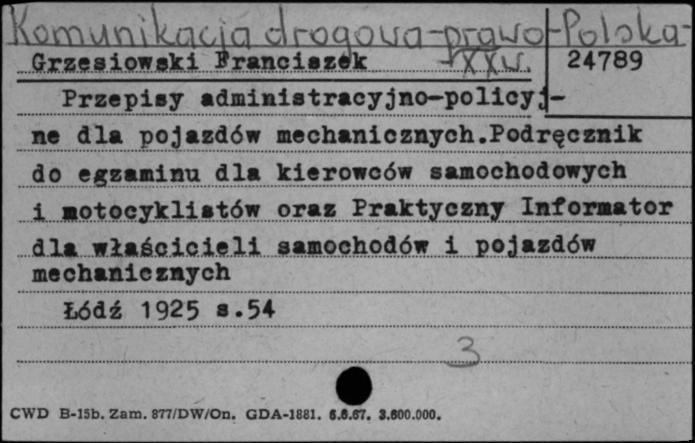 Komunikacja drogowa-prawo-Polska-
-XXw.
Grzesiowski Franciszek
24789
Przepisy administracyjno-policyj-
ne dla pojazdów mechanicznych.Podręcznik
do egzaminu dla kierowców samochodowych
i motocyklistów oraz Praktyczny Informator
dla właścicieli samochodów i pojazdów
mechanicznych
Łódź 1925 s.54
3
CWD B-15b. Zam. 877/DW/On. GDA-1881. 6.6.67. 3.600.000.